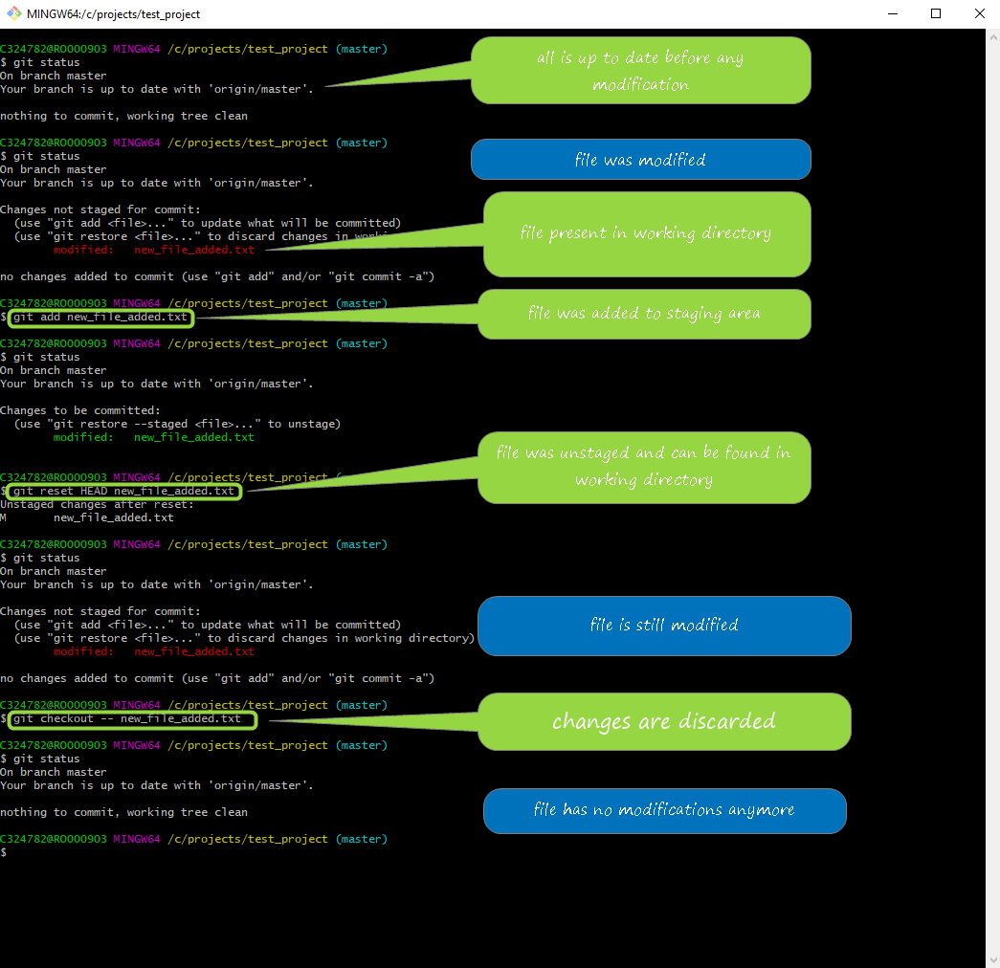 MINGW64:/c/projects/test_project
C324782@ROOO0903 MINGW64 /c/projects/test_project (master)
$ git status
On branch master
Your branch is up to date with 'origin/master'.
all is up to date before any
modification
nothing to commit, working tree clean
C324782@ROOO0903 MINGW64 /c/projects/test_project (master)
$ git status
On branch master
Your branch is up to date with 'origin/master'.
file was modified
Changes not staged for commit:
(use "git add <file>..." to update what will be committed)
(use "git restore <file>..." to discard changes in
modified: new_file_added.txt
file present in working directory
no changes added to commit (use "git add" and/or "git commit -a")
C324782@ROOO0903 MINGW64 /c/projects/test_project (master)
$ git add new_file_added.txt
file was added to staging area
C324782@ROOO0903 MINGW64 /c/projects/test_project (master)
$ git status
On branch master
Your branch is up to date with 'origin/master'.
Changes to be committed:
(use "git restore --staged <file>..." to unstage)
modified: new_file_added.txt
C324782@ROOO0903 MINGW64 /c/projects/test_project
$ git reset HEAD new_file_added.txt
file was unstaged and can be found in
working directory
Unstaged changes after reset:
M new_file_added.txt
C324782@ROOO0903 MINGW64 /c/projects/test_project (master)
$ git status
On branch master
Your branch is up to date with 'origin/master'.
Changes not staged for commit:
(use "git add <file>..." to update what will be committed)
(use "git restore <file>..." to discard changes in working directory)
modified: new_file_added.txt
file is still modified
no changes added to commit (use "git add" and/or "git commit -a")
C324782@ROOO0903 MINGW64 /c/projects/test_project (master)
$ git checkout -- new_file_added.txt
changes are discarded
C324782@ROOO0903 MINGW64 /c/projects/test_project (master)
$ git status
On branch master
Your branch is up to date with 'origin/master'.
nothing to commit, working tree clean
file has no modifications anymore
C324782@ROOO0903 MINGW64 /c/projects/test_project (master)
$